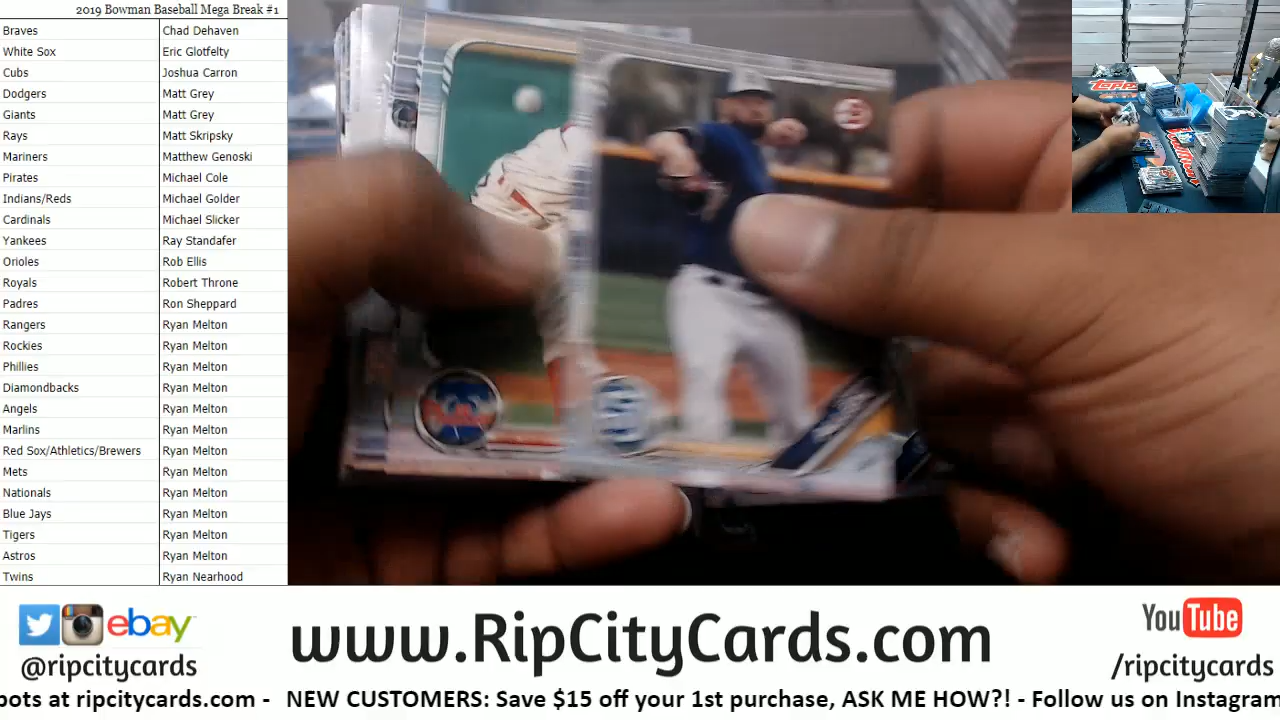 2019 Bowman Baseball Mega Break #1
Braves Chad Dehaven
White Sox Eric Glotfelty
Cubs Joshua Carron
Dodgers Matt Grey
Giants Matt Grey
Rays Matt Skripsky
Mariners Matthew Genoski
Pirates Michael Cole
Indians/Reds Michael Golder
Cardinals Michael Slicker
Yankees Ray Standafer
Orioles Rob Ellis
Royals Robert Throne
Padres Ron Sheppard
Rangers Ryan Melton
Rockies Ryan Melton
Phillies Ryan Melton
Diamondbacks Ryan Melton
Angels Ryan Melton
Marlins Ryan Melton
Red Sox/Athletics/Brewers Ryan Melton
Mets Ryan Melton
Nationals Ryan Melton
Blue Jays Ryan Melton
Tigers Ryan Melton
Astros Ryan Melton
Twins Ryan Nearhood
Topps
ebay
@ripcitycards
www.RipCityCards.com
YouTube
/ripcitycards
pots at ripcitycards.com - NEW CUSTOMERS: Save $15 off your 1st purchase, ASK ME HOW?! - Follow us on Instagram